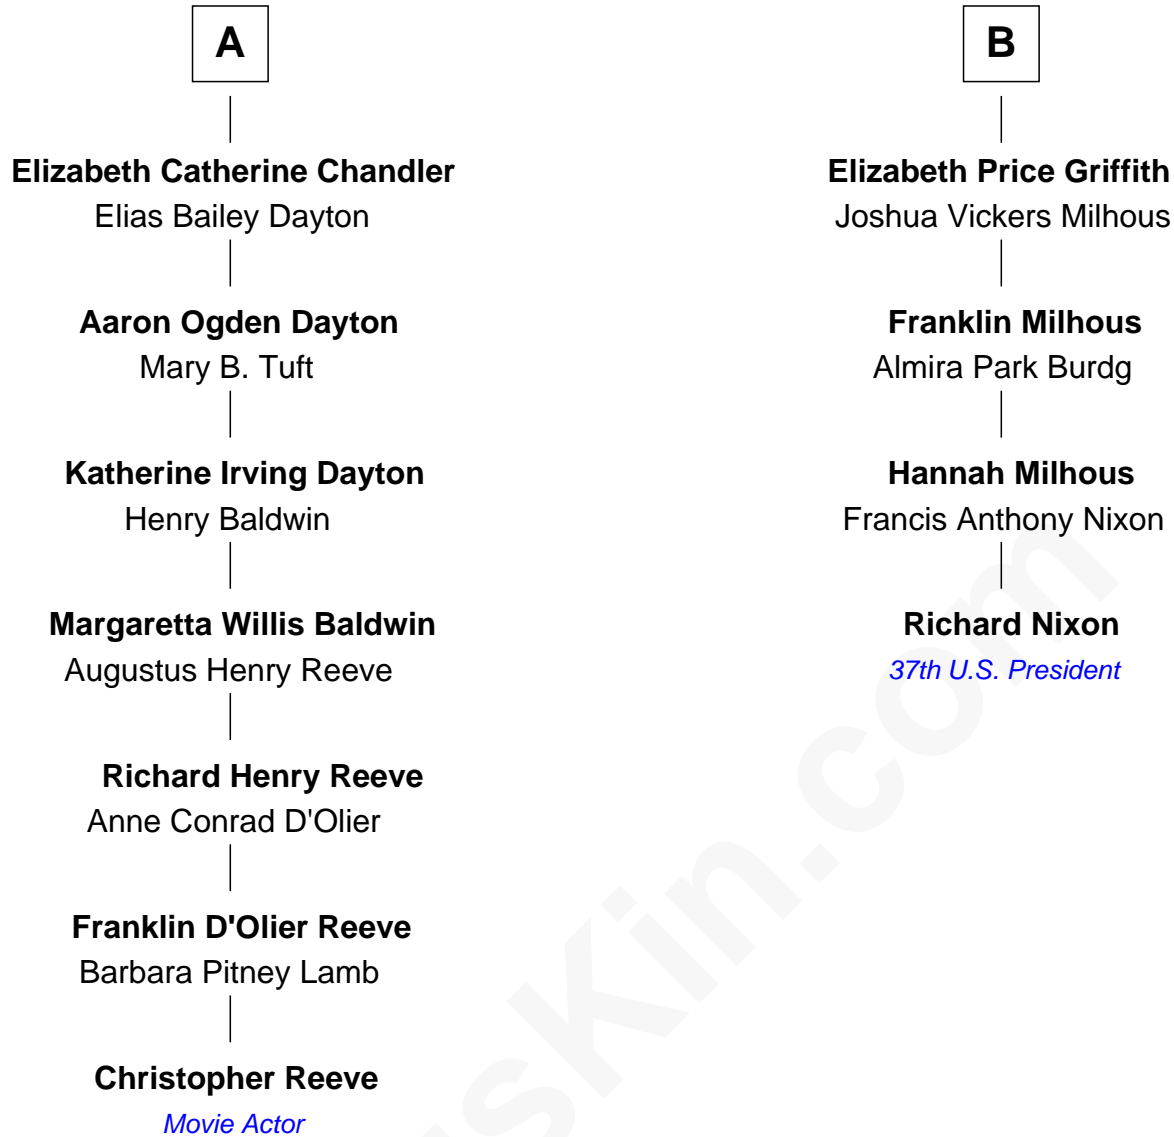 A
B
Elizabeth Catherine Chandler
Elias Bailey Dayton
Elizabeth Price Griffith
Joshua Vickers Milhous
Aaron Ogden Dayton
Mary B. Tuft
Franklin Milhous
Almira Park Burdg
Katherine Irving Dayton
Henry Baldwin
Hannah Milhous
Francis Anthony Nixon
Margaretta Willis Baldwin
Augustus Henry Reeve
Richard Nixon
37th U.S. President
Richard Henry Reeve
Anne Conrad D'Olier
Franklin D'Olier Reeve
Barbara Pitney Lamb
Christopher Reeve
Movie Actor
sKin.com